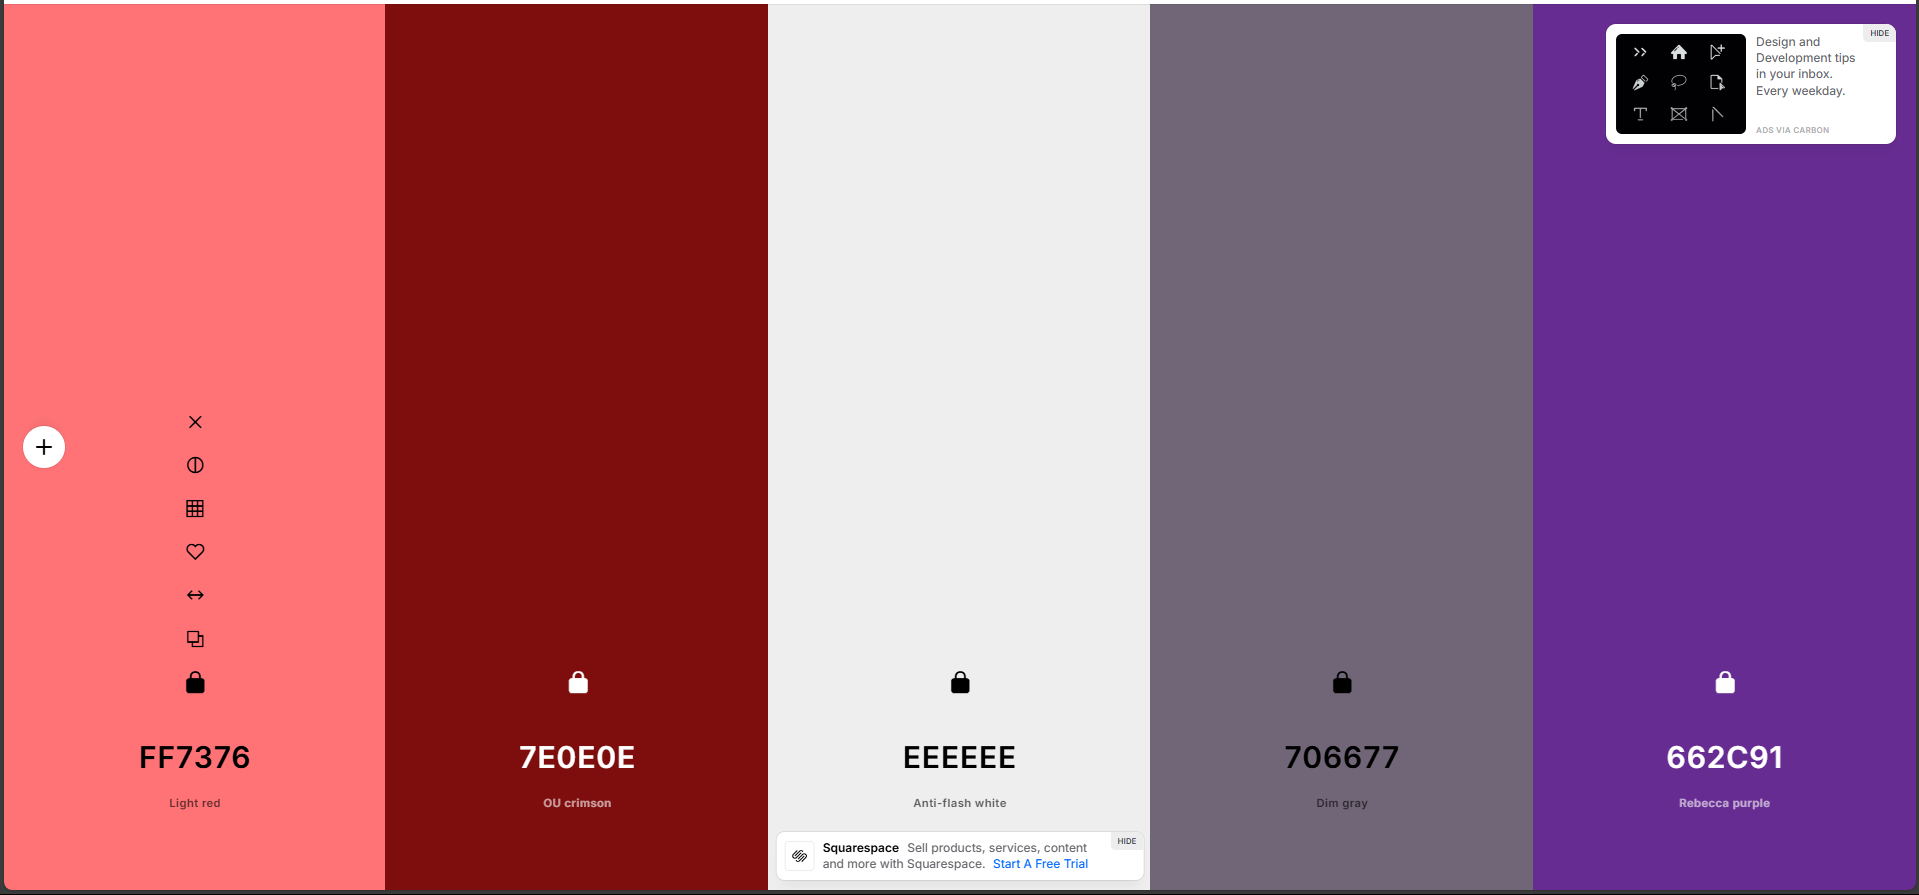 HIDE
Design and
Development tips
in your inbox.
Every weekday.
ADS VIA CARBON
FF7376
Light red
7E0E0E
OU crimson
EEEEEE
Anti-flash white
706677
Dim gray
662C91
Rebecca purple
HIDE
Squarespace Sell products, services, content
and more with Squarespace. Start A Free Trial